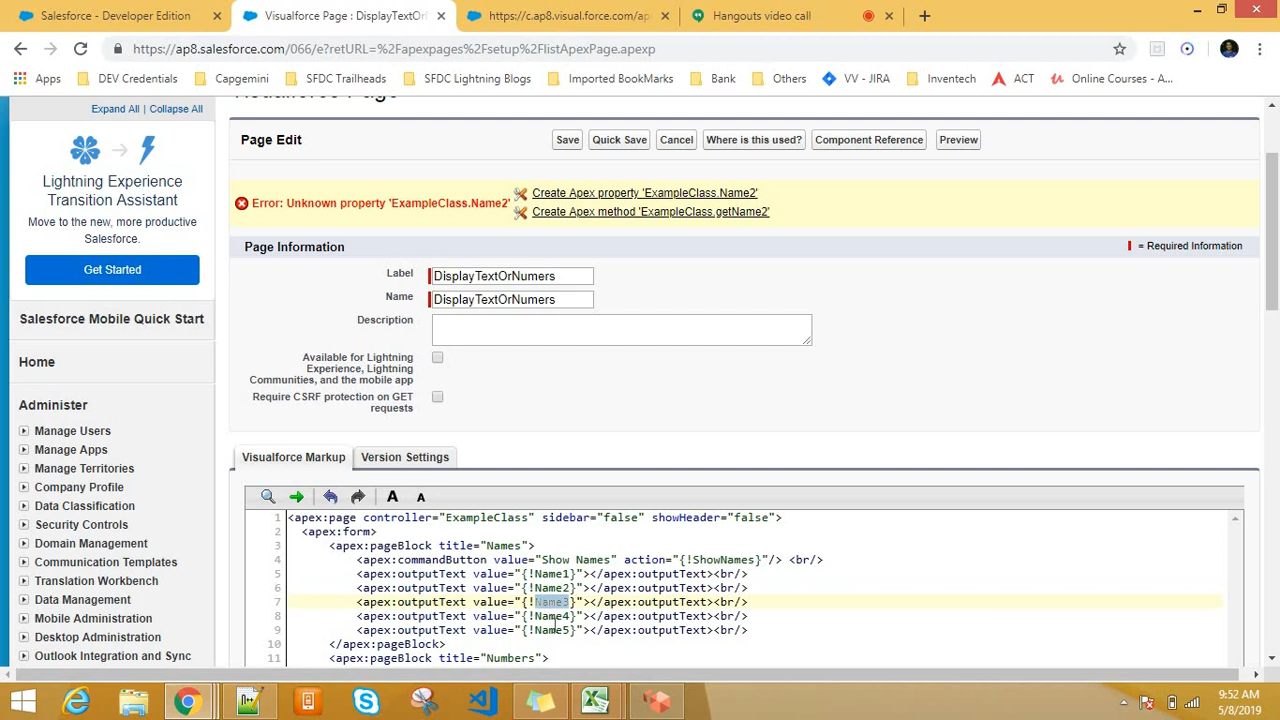 Salesforce - Developer Edition
Visualforce Page : DisplayTextOr
https://c.ap8.visual.force.com/ap
Hangouts video call
https://ap8.salesforce.com/066/e?retURL=%2Fapexpages%2Fsetup%2FlistApexPage.apexp
Apps DEV Credentials Capgemini SFDC Trailheads SFDC Lightning Blogs Imported BookMarks Bank Others VV - JIRA Inventech ACT Online Courses - A...
Expand All | Collapse All
Lightning Experience
Transition Assistant
Move to the new, more productive
Salesforce.
Get Started
Salesforce Mobile Quick Start
Home
Administer
Manage Users
Manage Apps
Manage Territories
Company Profile
Data Classification
Security Controls
Domain Management
Communication Templates
Translation Workbench
Data Management
Mobile Administration
Desktop Administration
Outlook Integration and Sync
Visualforce Page
Page Edit Save Quick Save Cancel Where is this used? Component Reference Preview
Error: Unknown property 'ExampleClass.Name2'
Create Apex property 'ExampleClass.Name2'
Create Apex method 'ExampleClass.getName2'
Page Information = Required Information
Label DisplayTextOrNumers
Name DisplayTextOrNumers
Description
Available for Lightning
Experience, Lightning
Communities, and the mobile app
Require CSRF protection on GET
requests
Visualforce Markup Version Settings
A A
1 <apex:page controller="ExampleClass" sidebar="false" showHeader="false">
2 <apex:form>
3 <apex:pageBlock title="Names">
4 <apex:commandButton value="Show Names" action="{!ShowNames}"/> <br/>
5 <apex:outputText value="{!Name1}"></apex:outputText><br/>
6 <apex:outputText value="{!Name2}"></apex:outputText><br/>
7 <apex:outputText value="{!Name3}"></apex:outputText><br/>
8 <apex:outputText value="{!Name4}"></apex:outputText><br/>
9 <apex:outputText value="{!Name5}"></apex:outputText><br/>
10 </apex:pageBlock>
11 <apex:pageBlock title="Numbers">
9:52 AM
5/8/2019